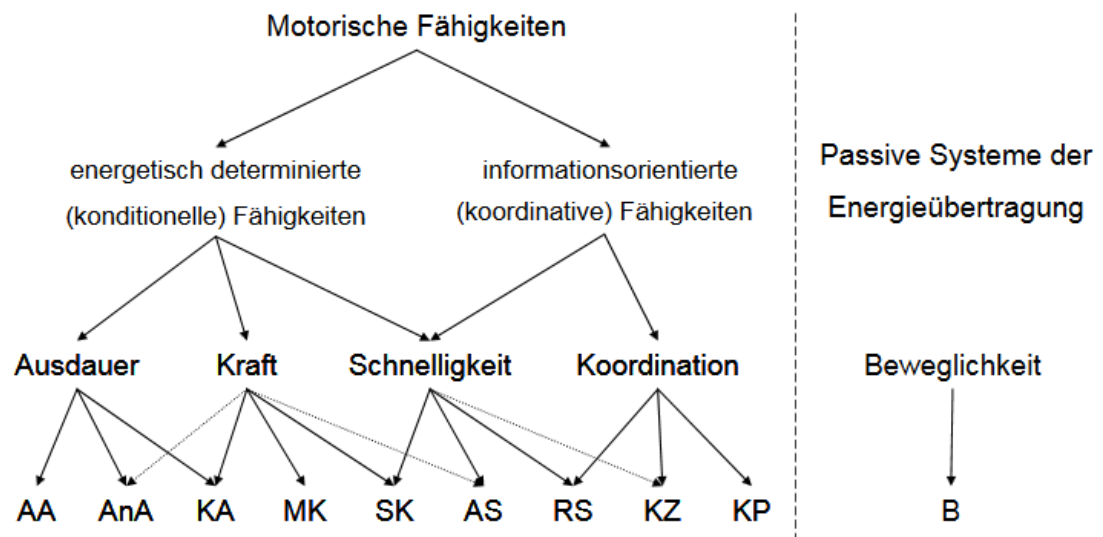 Motorische Fähigkeiten
energetisch determinierte
(konditionelle) Fähigkeiten
informationsorientierte
(koordinative) Fähigkeiten
Passive Systeme der
Energieübertragung
Ausdauer Kraft Schnelligkeit Koordination Beweglichkeit
AA AnA KA MK SK AS RS KZ KP B